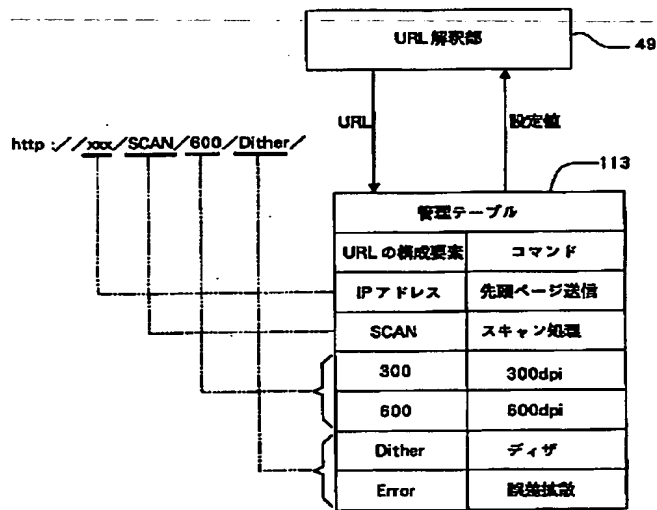 URL解釈部
49
URL
設定値
http://xxx/SCAN/600/Dither/
113
管理テーブル
URLの構成要素 コマンド
IPアドレス 先頭ページ送信
SCAN スキャン処理
300 300dpi
600 600dpi
Dither ディザ
Error 誤差拡散